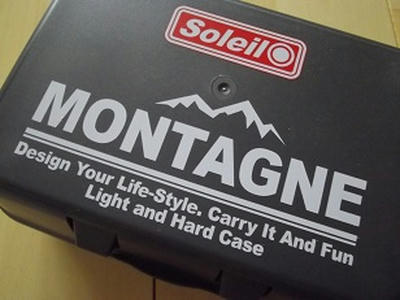 Soleil
MONTAGNE
Design Your Life-Style. Carry It And Fun
Light and Hard Case